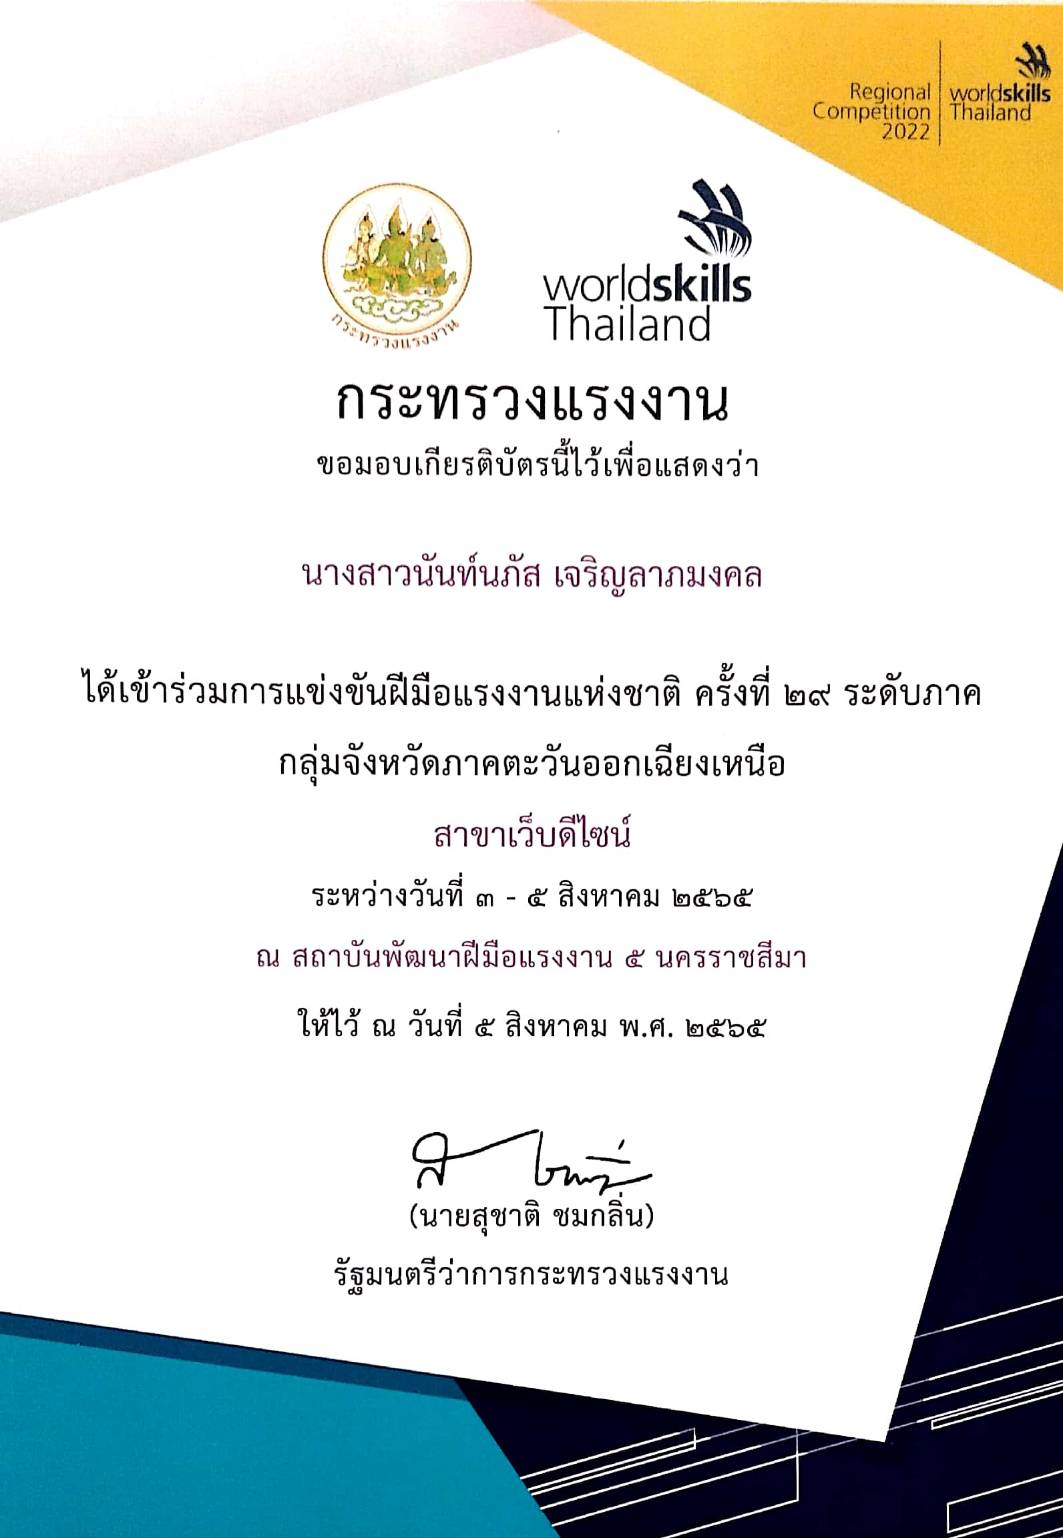 Regional
Competition
2022
worldskills
Thailand
กระทรวงแรงงาน
worldskills
Thailand
กระทรวงแรงงาน
ขอมอบเกียรติบัตรนี้ไว้เพื่อแสดงว่า
นางสาวนันท์นภัส เจริญลาภมงคล
ได้เข้าร่วมการแข่งขันฝีมือแรงงานแห่งชาติ ครั้งที่ ๒๙ ระดับภาค
กลุ่มจังหวัดภาคตะวันออกเฉียงเหนือ
สาขาเว็บดีไซน์
ระหว่างวันที่ ๓ - ๕ สิงหาคม ๒๕๖๕
ณ สถาบันพัฒนาฝีมือแรงงาน ๕ นครราชสีมา
ให้ไว้ ณ วันที่ ๕ สิงหาคม พ.ศ. ๒๕๖๕
(นายสุชาติ ชมกลิ่น)
รัฐมนตรีว่าการกระทรวงแรงงาน